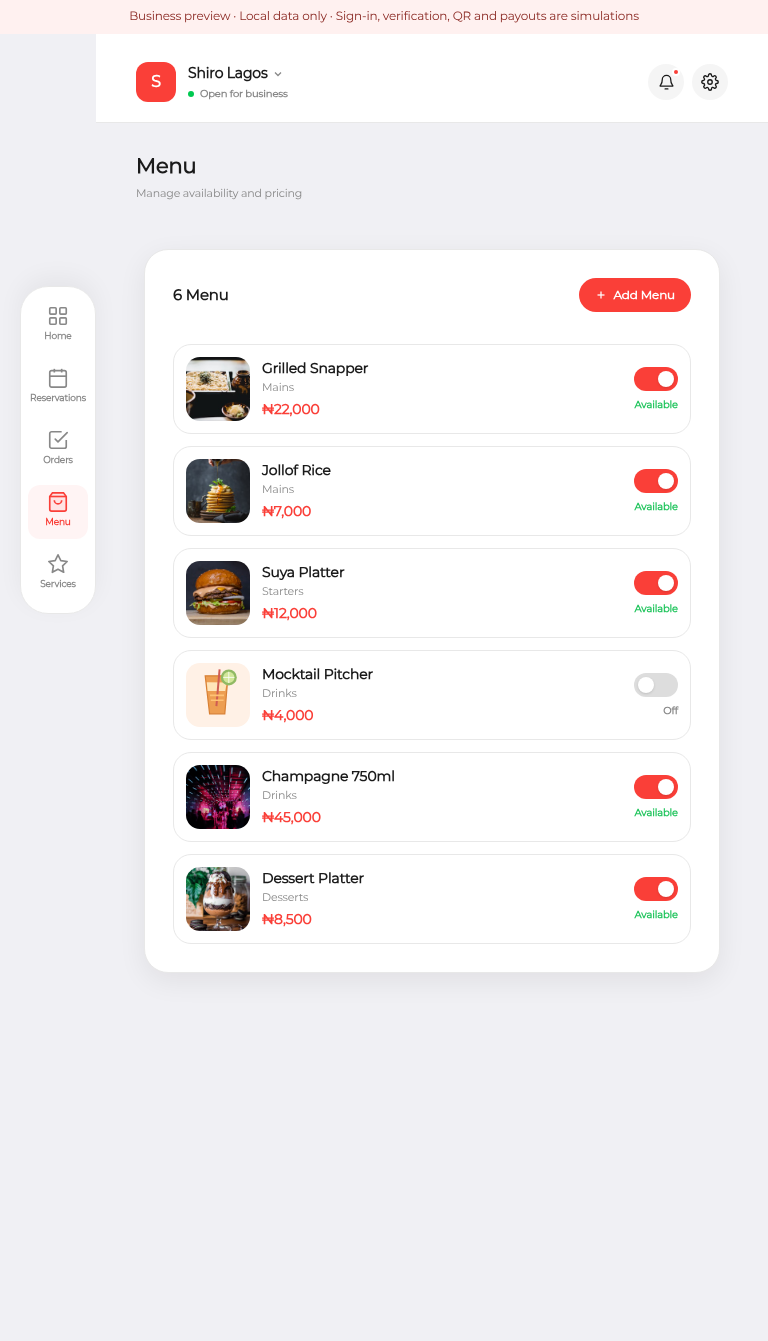 Business preview · Local data only · Sign-in, verification, QR and payouts are simulations
S
Shiro Lagos
Open for business
Menu
Manage availability and pricing
Home
Reservations
Orders
Menu
Services
6 Menu
+ Add Menu
Grilled Snapper
Mains
₦22,000
Available
Jollof Rice
Mains
₦7,000
Available
Suya Platter
Starters
₦12,000
Available
Mocktail Pitcher
Drinks
₦4,000
Off
Champagne 750ml
Drinks
₦45,000
Available
Dessert Platter
Desserts
₦8,500
Available